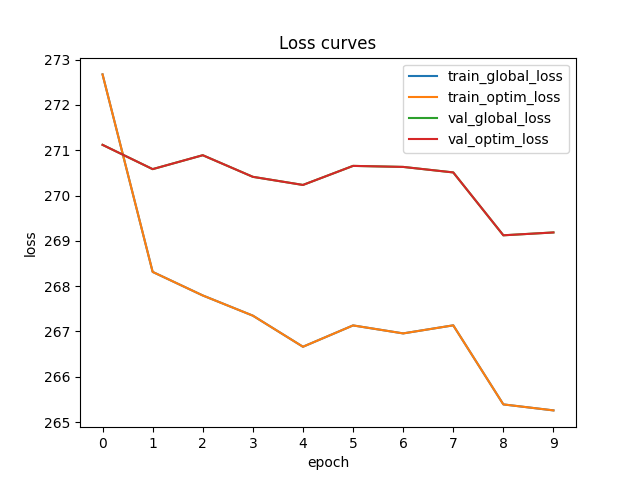 Loss curves
273
272
271
270
269
268
267
266
265
loss
train_global_loss
train_optim_loss
val_global_loss
val_optim_loss
0 1 2 3 4 5 6 7 8 9
epoch